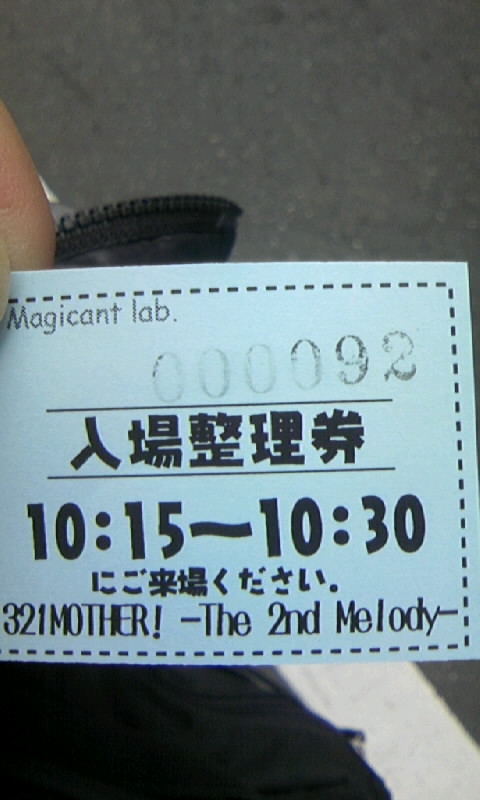 Magicant lab.
000092
入場整理券
10:15～10:30
にご来場ください。
321MOTHER! -The 2nd Melody-